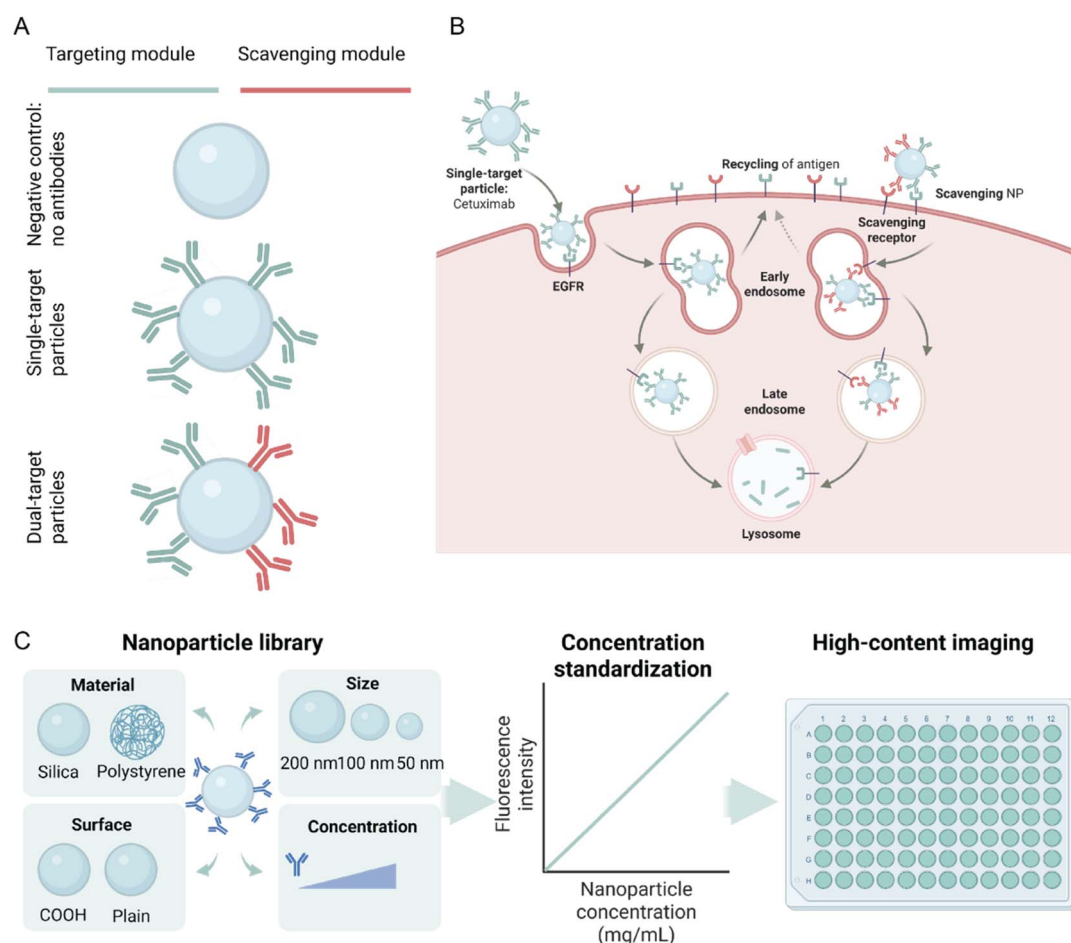 A
Targeting module
Scavenging module
Negative control:
no antibodies
Single-target
particles
Dual-target
particles
B
Single-target
particle:
Cetuximab
EGFR
Recycling of antigen
Scavenging NP
Scavenging
receptor
Early
endosome
Late
endosome
Lysosome
C
Nanoparticle library
Material
Silica
Polystyrene
Size
200 nm 100 nm 50 nm
Surface
COOH
Plain
Concentration
Concentration
standardization
Fluorescence
intensity
Nanoparticle
concentration
(mg/mL)
High-content imaging
1 2 3 4 5 6 7 8 9 10 11 12
A
B
C
D
E
F
G
H